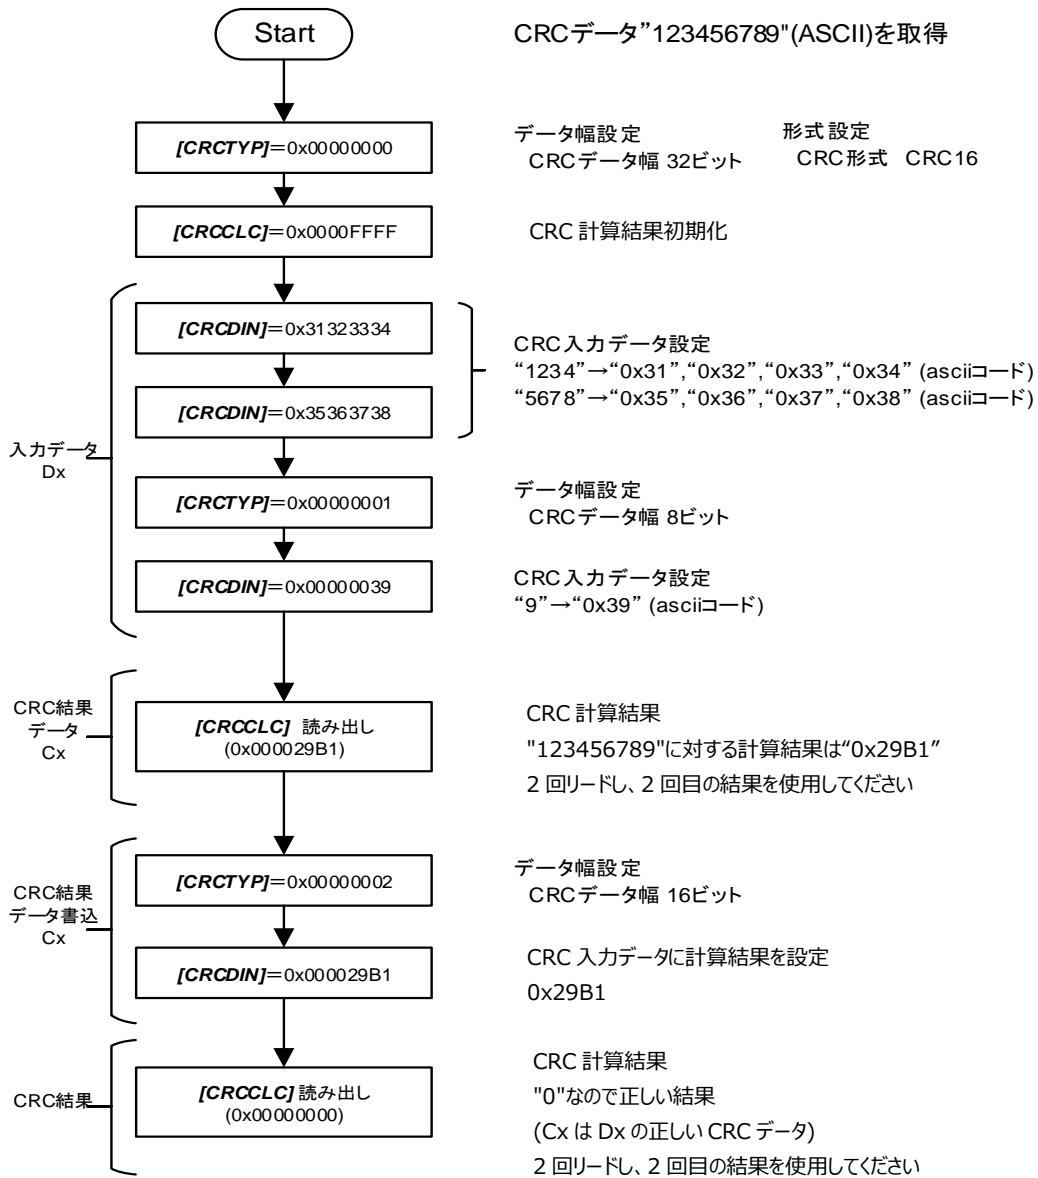 Start
CRCデータ”123456789"(ASCII)を取得
[CRCTYP]＝0x00000000
データ幅設定
CRCデータ幅 32ビット
形式設定
CRC形式 CRC16
[CRCCLC]＝0x0000FFFF
CRC 計算結果初期化
入力データ
Dx
[CRCDIN]＝0x31323334
[CRCDIN]＝0x35363738
CRC入力データ設定
“1234”→“0x31”,“0x32”,“0x33”,“0x34” (asciiコード)
“5678”→“0x35”,“0x36”,“0x37”,“0x38” (asciiコード)
[CRCTYP]＝0x00000001
データ幅設定
CRCデータ幅 8ビット
[CRCDIN]＝0x00000039
CRC入力データ設定
“9”→“0x39” (asciiコード)
CRC結果
データ
Cx
[CRCCLC] 読み出し
(0x000029B1)
CRC 計算結果
"123456789"に対する計算結果は“0x29B1”
2 回リードし、2 回目の結果を使用してください
CRC結果
データ書込
Cx
[CRCTYP]＝0x00000002
データ幅設定
CRCデータ幅 16ビット
[CRCDIN]＝0x000029B1
CRC 入力データに計算結果を設定
0x29B1
CRC結果
[CRCCLC] 読み出し
(0x00000000)
CRC 計算結果
"0"なので正しい結果
(Cx は Dx の正しい CRC データ)
2 回リードし、2 回目の結果を使用してください